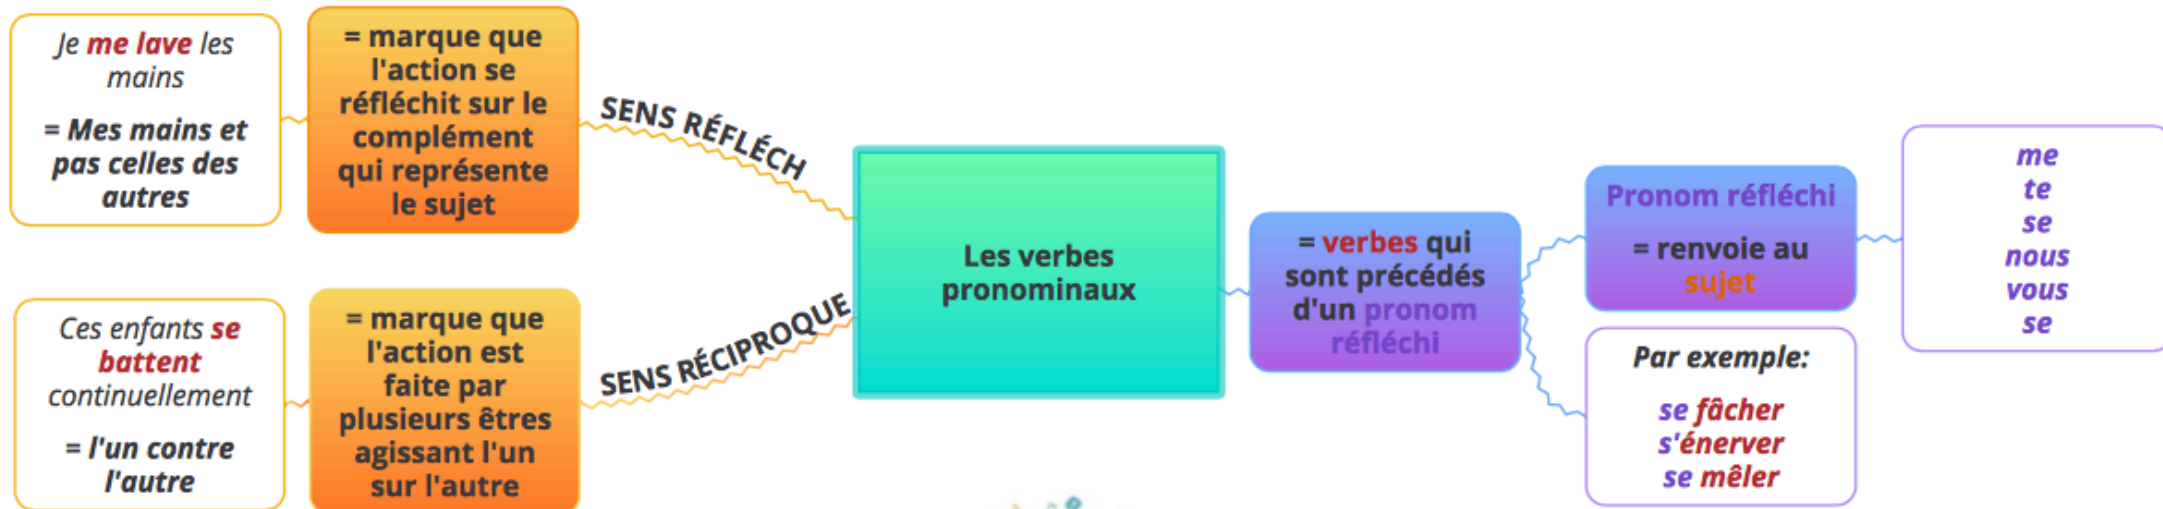 Je me lave les
mains
= Mes mains et
pas celles des
autres
= marque que
l'action se
réfléchit sur le
complément
qui représente
le sujet
SENS RÉFLÉCH
Ces enfants se
battent
continuellement
= l'un contre
l'autre
= marque que
l'action est
faite par
plusieurs êtres
agissant l'un
sur l'autre
SENS RÉCIPROQUE
Les verbes
pronominaux
= verbes qui
sont précédés
d'un pronom
réfléchi
Pronom réfléchi
= renvoie au
sujet
me
te
se
nous
vous
se
Par exemple:
se fâcher
s'énerver
se mêler